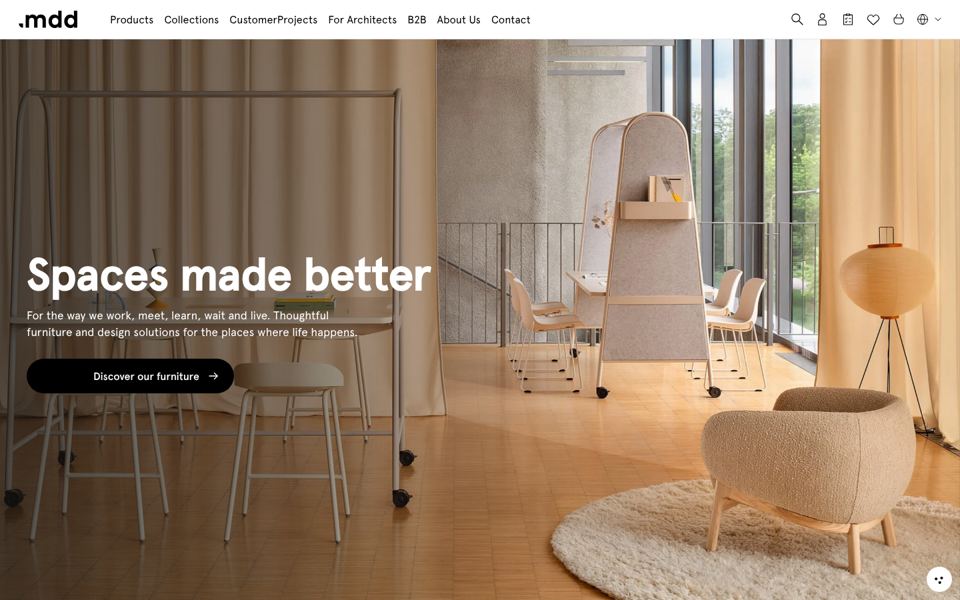 .mdd
Products Collections CustomerProjects For Architects B2B About Us Contact
Spaces made better
For the way we work, meet, learn, wait and live. Thoughtful
furniture and design solutions for the places where life happens.
Discover our furniture